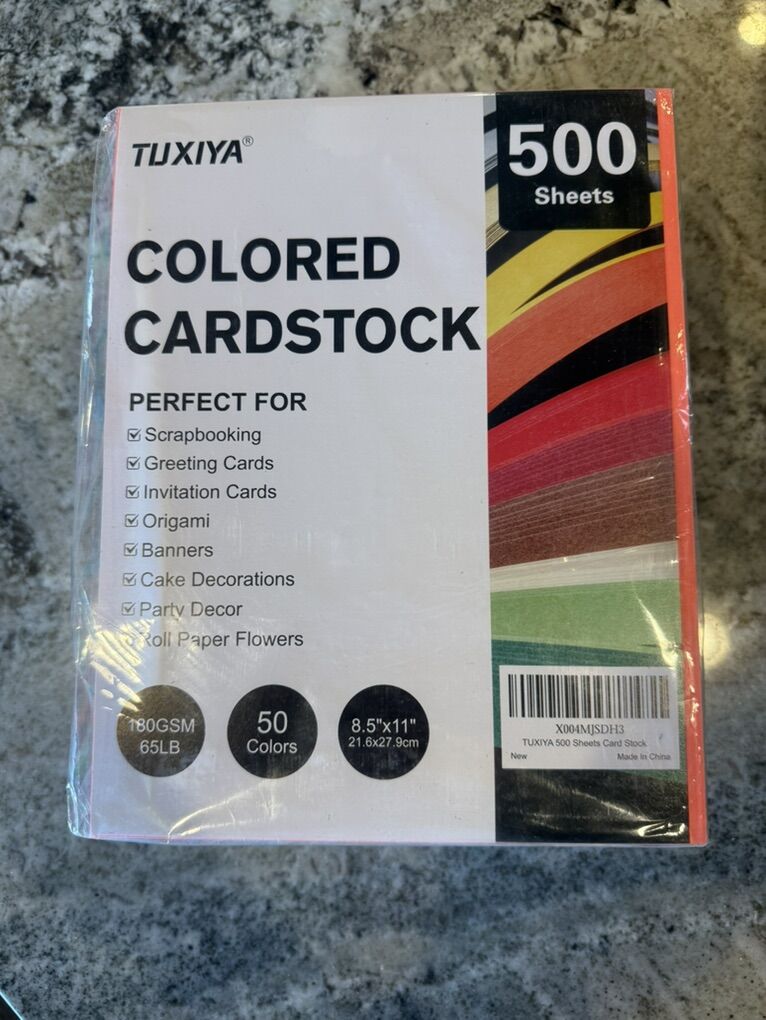 TUXIYA®
500
Sheets
COLORED
CARDSTOCK
PERFECT FOR
Scrapbooking
Greeting Cards
Invitation Cards
Origami
Banners
Cake Decorations
Party Decor
Roll Paper Flowers
180GSM
65LB
50
Colors
8.5"x11"
21.6x27.9cm
X004MJSDH3
TUXIYA 500 Sheets Card Stock
New Made In China